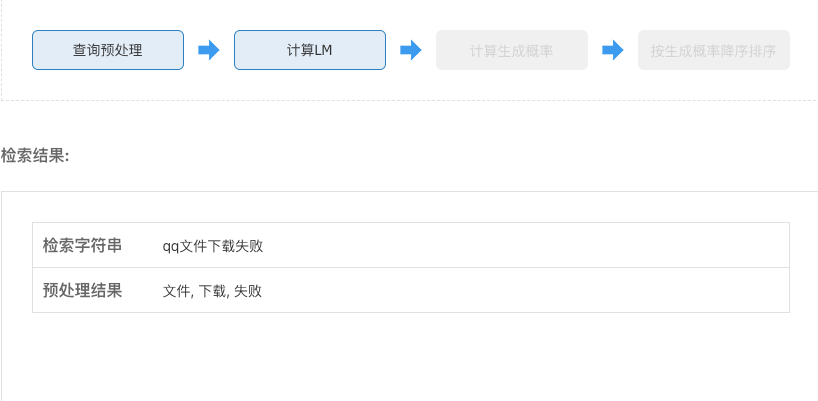 查询预处理 计算LM 计算生成概率 按生成概率降序排序
检索结果:
检索字符串 qq文件下载失败
预处理结果 文件, 下载, 失败